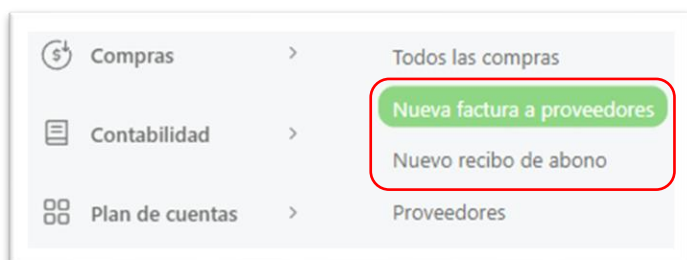 Compras
Contabilidad
Plan de cuentas
Todos las compras
Nueva factura a proveedores
Nuevo recibo de abono
Proveedores